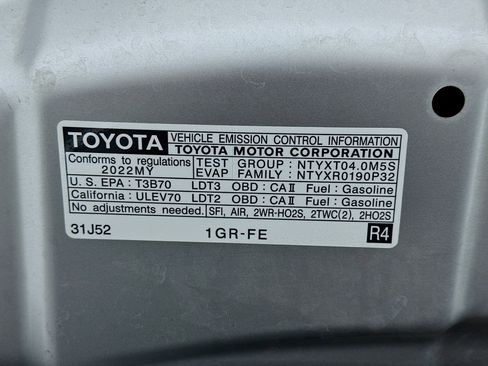 TOYOTA VEHICLE EMISSION CONTROL INFORMATION
TOYOTA MOTOR CORPORATION
Conforms to regulations
2022MY
TEST GROUP : NTYXT04.0M5S
EVAP FAMILY : NTYXR0190P32
U.S. EPA : T3B70 LDT3 OBD : CAⅡ Fuel : Gasoline
California : ULEV70 LDT2 OBD : CAⅡ Fuel : Gasoline
No adjustments needed. SFI, AIR, 2WR-HO2S, 2TWC(2), 2HO2S
31J52 1GR-FE R4